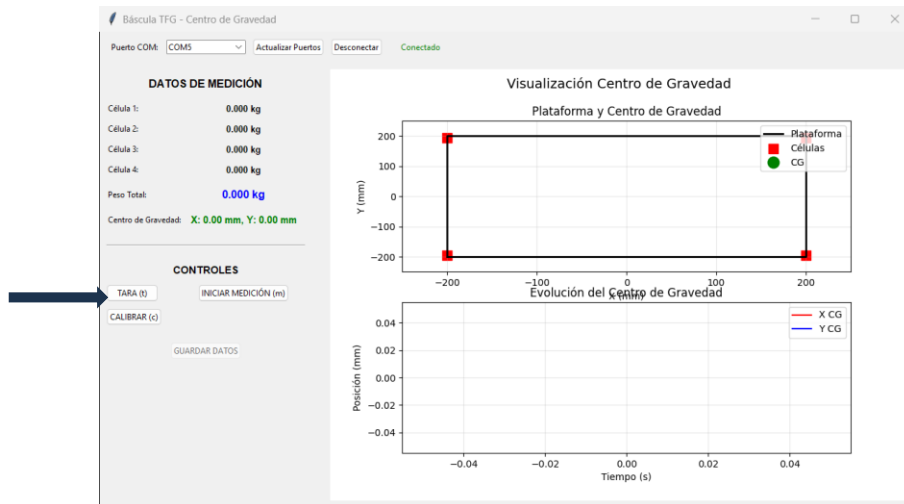 Báscula TFG - Centro de Gravedad
Puerto COM: COM5 Actualizar Puertos Desconectar Conectado
DATOS DE MEDICIÓN
Célula 1: 0.000 kg
Célula 2: 0.000 kg
Célula 3: 0.000 kg
Célula 4: 0.000 kg
Peso Total: 0.000 kg
Centro de Gravedad: X: 0.00 mm, Y: 0.00 mm
CONTROLES
TARA (t) INICIAR MEDICIÓN (m)
CALIBRAR (c)
GUARDAR DATOS
Visualización Centro de Gravedad
Plataforma y Centro de Gravedad
Plataforma
Células
CG
200
100
0
−100
−200
Y (mm)
−200 −100 0 100 200
X (mm)
Evolución del Centro de Gravedad
X CG
Y CG
0.04
0.02
0.00
−0.02
−0.04
Posición (mm)
−0.04 −0.02 0.00 0.02 0.04
Tiempo (s)